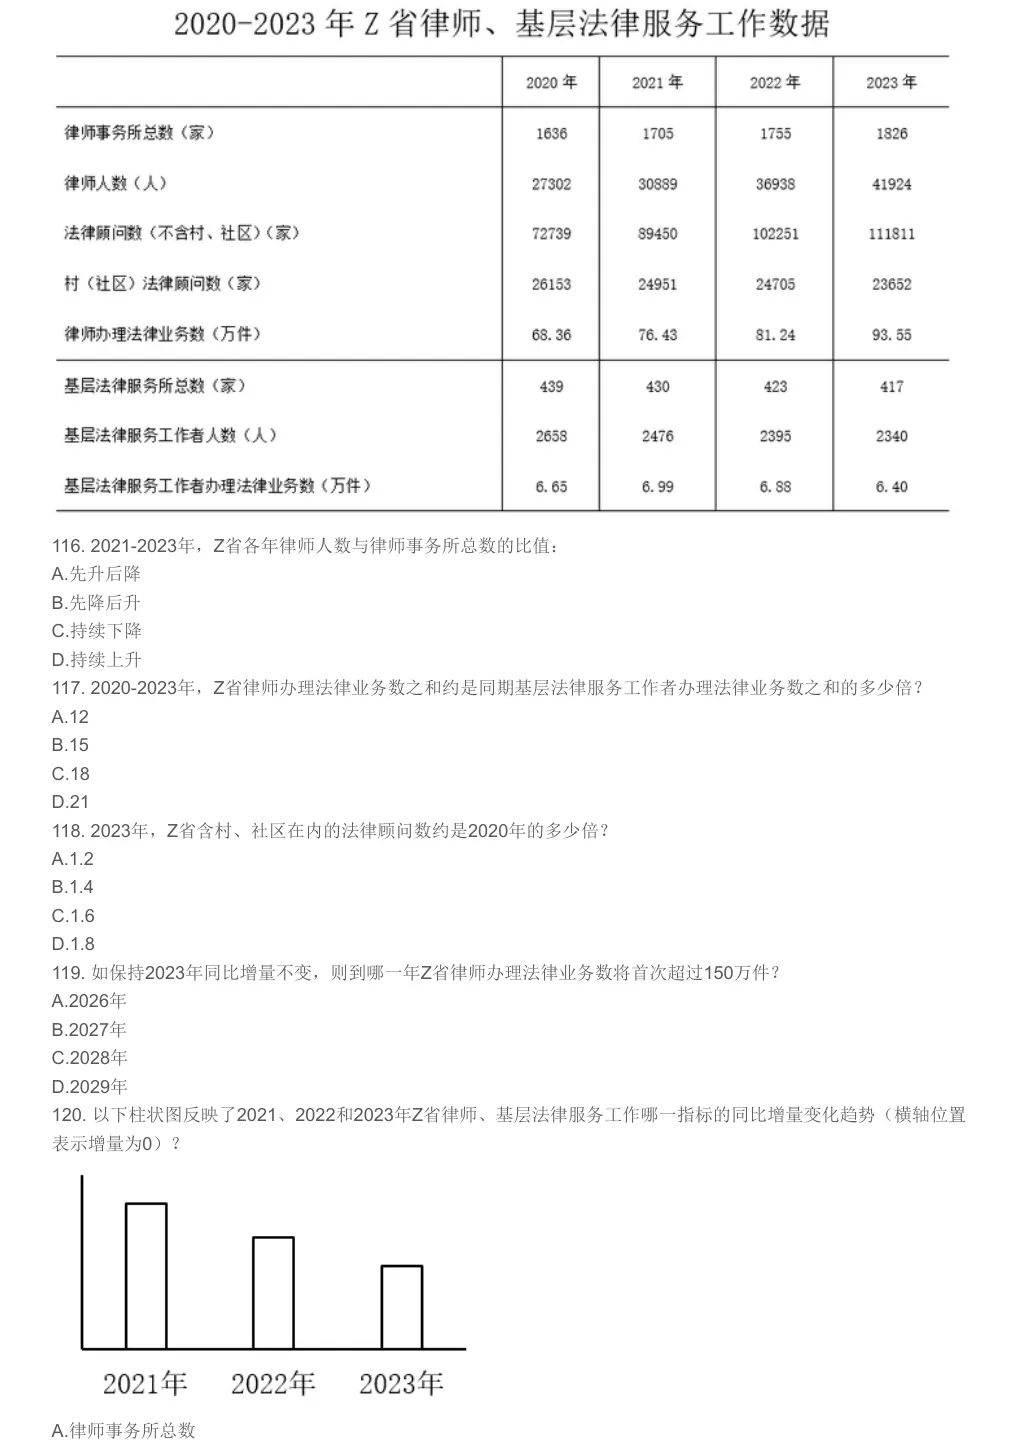 2020-2023 年 Z 省律师、基层法律服务工作数据
2020 年 2021 年 2022 年 2023 年
律师事务所总数（家） 1636 1705 1755 1826
律师人数（人） 27302 30889 36938 41924
法律顾问数（不含村、社区）（家） 72739 89450 102251 111811
村（社区）法律顾问数（家） 26153 24951 24705 23652
律师办理法律业务数（万件） 68.36 76.43 81.24 93.55
基层法律服务所总数（家） 439 430 423 417
基层法律服务工作者人数（人） 2658 2476 2395 2340
基层法律服务工作者办理法律业务数（万件） 6.65 6.99 6.88 6.40
116. 2021-2023年，Z省各年律师人数与律师事务所总数的比值：
A.先升后降
B.先降后升
C.持续下降
D.持续上升
117. 2020-2023年，Z省律师办理法律业务数之和约是同期基层法律服务工作者办理法律业务数之和的多少倍？
A.12
B.15
C.18
D.21
118. 2023年，Z省含村、社区在内的法律顾问数约是2020年的多少倍？
A.1.2
B.1.4
C.1.6
D.1.8
119. 如保持2023年同比增量不变，则到哪一年Z省律师办理法律业务数将首次超过150万件？
A.2026年
B.2027年
C.2028年
D.2029年
120. 以下柱状图反映了2021、2022和2023年Z省律师、基层法律服务工作哪一指标的同比增量变化趋势（横轴位置
表示增量为0）？
2021年 2022年 2023年
A.律师事务所总数